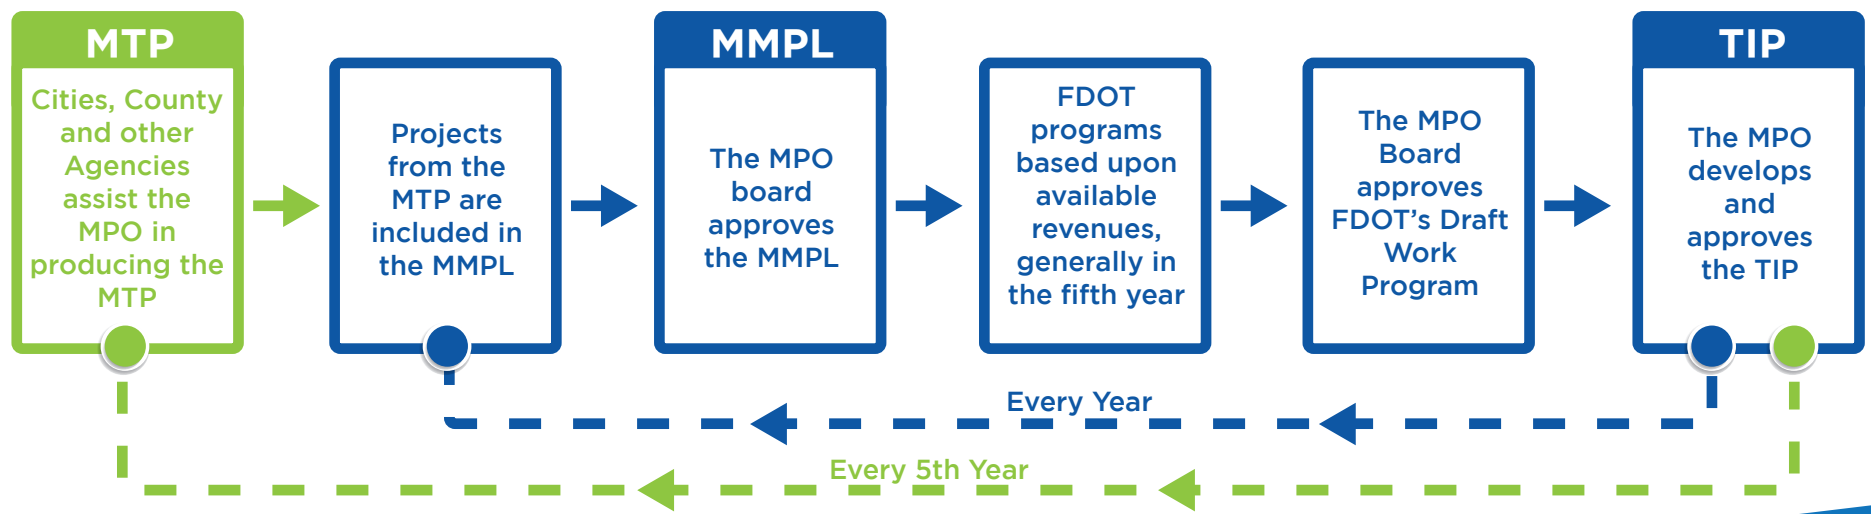 MTP
Cities, County
and other
Agencies
assist the
MPO in
producing the
MTP
Projects
from the
MTP are
included in
the MMPL
MMPL
The MPO
board
approves
the MMPL
FDOT
programs
based upon
available
revenues,
generally in
the fifth year
The MPO
Board
approves
FDOT’s Draft
Work
Program
TIP
The MPO
develops
and
approves
the TIP
Every Year
Every 5th Year